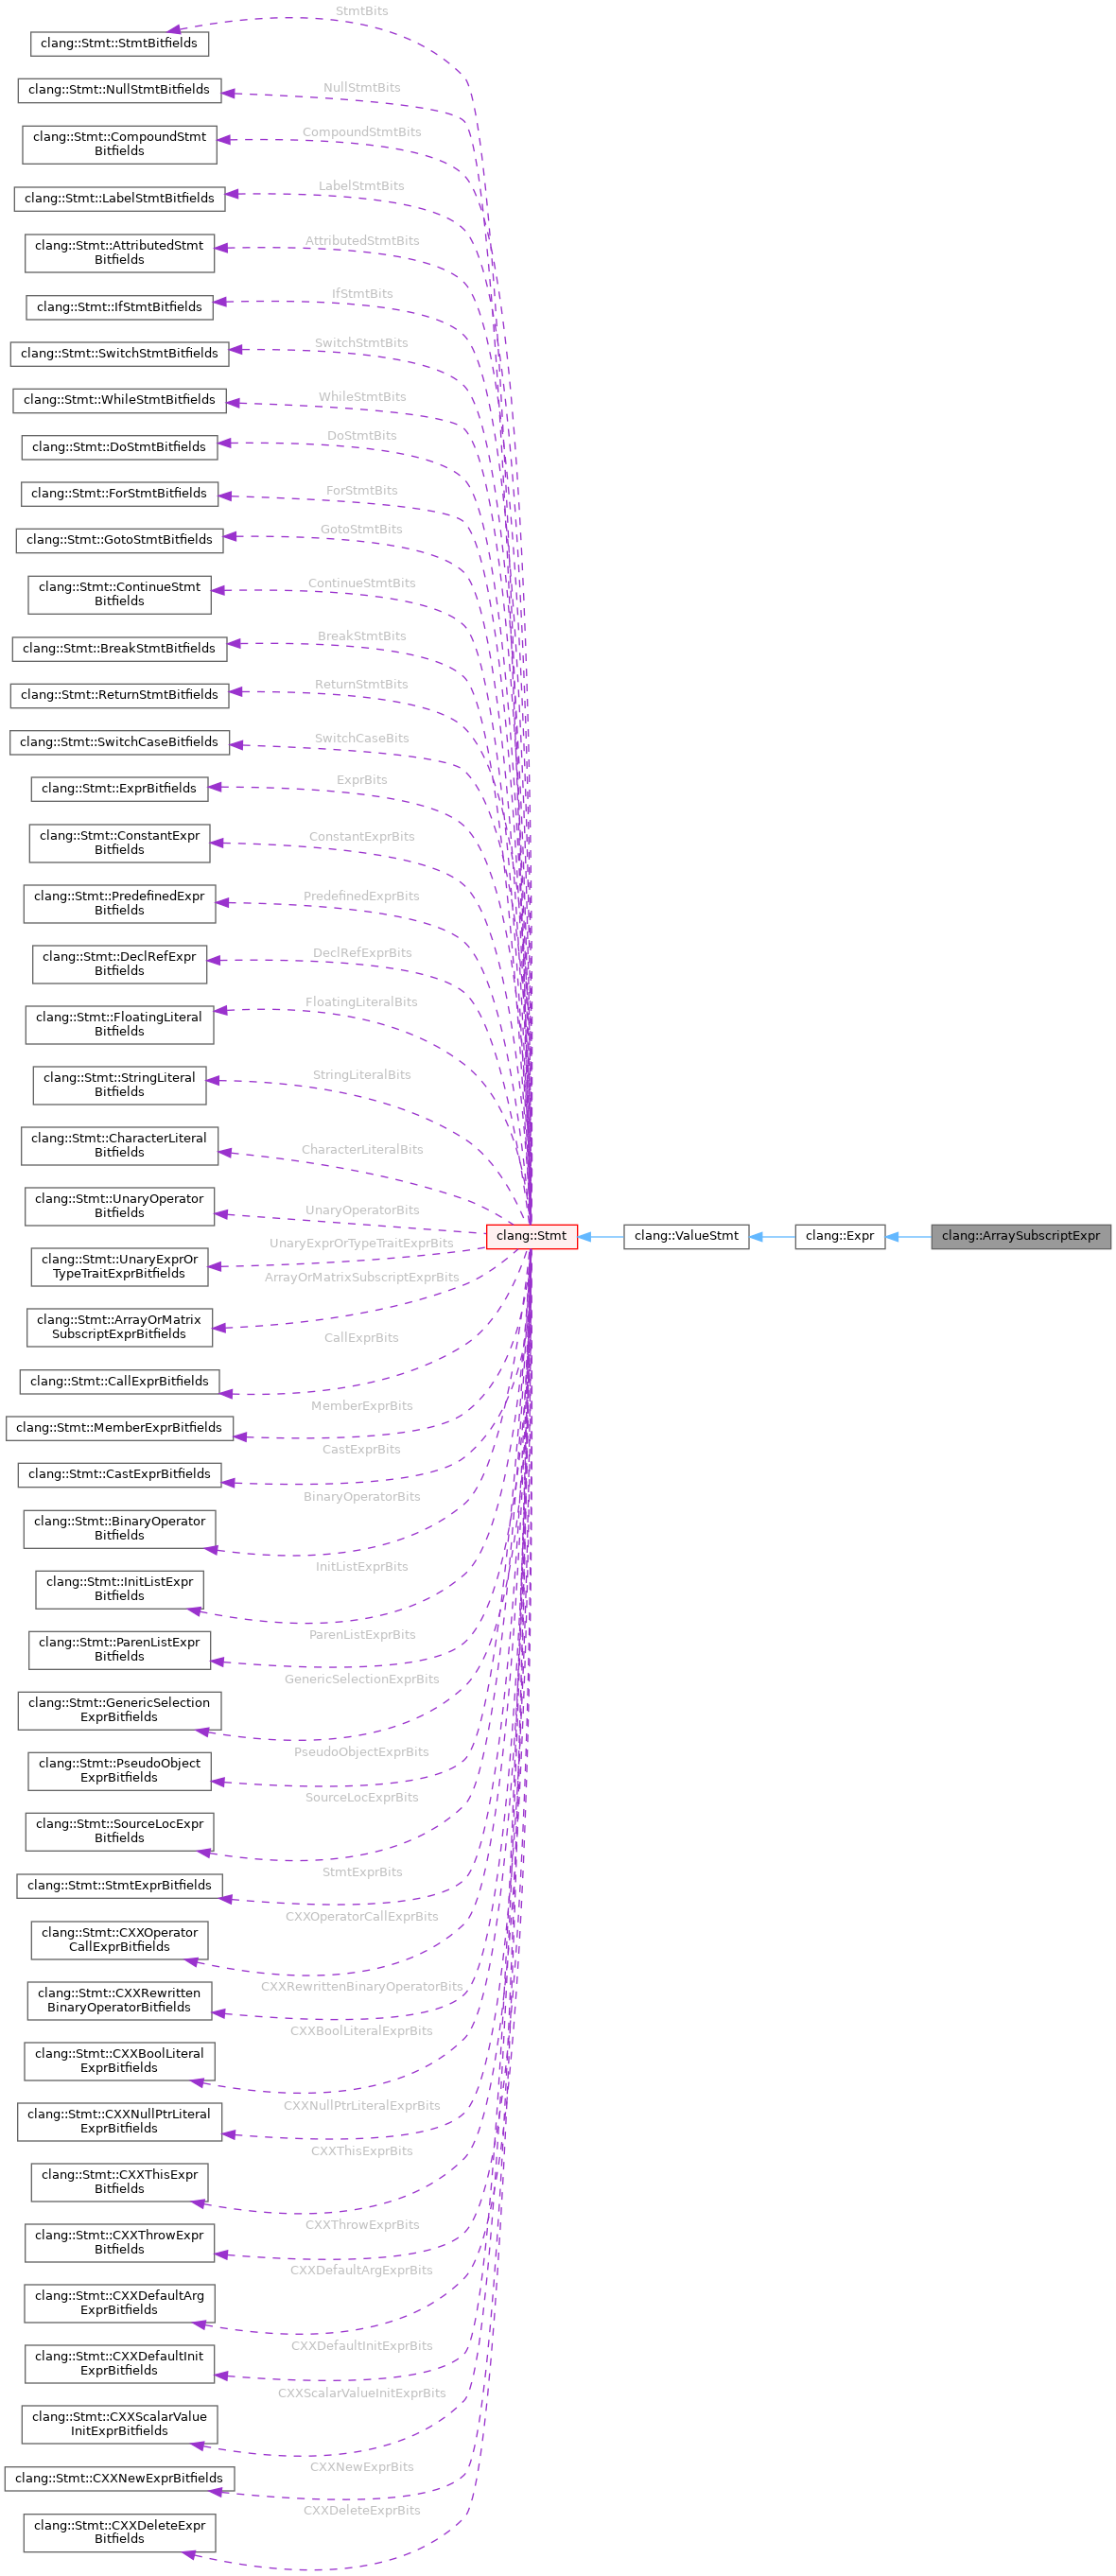 StmtBits
clang::Stmt::StmtBitfields
NullStmtBits
clang::Stmt::NullStmtBitfields
CompoundStmtBits
clang::Stmt::CompoundStmt
Bitfields
LabelStmtBits
clang::Stmt::LabelStmtBitfields
AttributedStmtBits
clang::Stmt::AttributedStmt
Bitfields
IfStmtBits
clang::Stmt::IfStmtBitfields
SwitchStmtBits
clang::Stmt::SwitchStmtBitfields
WhileStmtBits
clang::Stmt::WhileStmtBitfields
DoStmtBits
clang::Stmt::DoStmtBitfields
ForStmtBits
clang::Stmt::ForStmtBitfields
GotoStmtBits
clang::Stmt::GotoStmtBitfields
ContinueStmtBits
clang::Stmt::ContinueStmt
Bitfields
BreakStmtBits
clang::Stmt::BreakStmtBitfields
ReturnStmtBits
clang::Stmt::ReturnStmtBitfields
SwitchCaseBits
clang::Stmt::SwitchCaseBitfields
ExprBits
clang::Stmt::ExprBitfields
ConstantExprBits
clang::Stmt::ConstantExpr
Bitfields
PredefinedExprBits
clang::Stmt::PredefinedExpr
Bitfields
DeclRefExprBits
clang::Stmt::DeclRefExpr
Bitfields
FloatingLiteralBits
clang::Stmt::FloatingLiteral
Bitfields
StringLiteralBits
clang::Stmt::StringLiteral
Bitfields
CharacterLiteralBits
clang::Stmt::CharacterLiteral
Bitfields
UnaryOperatorBits
clang::Stmt::UnaryOperator
Bitfields
clang::Stmt
clang::ValueStmt
clang::Expr
clang::ArraySubscriptExpr
UnaryExprOrTypeTraitExprBits
clang::Stmt::UnaryExprOr
TypeTraitExprBitfields
ArrayOrMatrixSubscriptExprBits
clang::Stmt::ArrayOrMatrix
SubscriptExprBitfields
CallExprBits
clang::Stmt::CallExprBitfields
MemberExprBits
clang::Stmt::MemberExprBitfields
CastExprBits
clang::Stmt::CastExprBitfields
BinaryOperatorBits
clang::Stmt::BinaryOperator
Bitfields
InitListExprBits
clang::Stmt::InitListExpr
Bitfields
ParenListExprBits
clang::Stmt::ParenListExpr
Bitfields
GenericSelectionExprBits
clang::Stmt::GenericSelection
ExprBitfields
PseudoObjectExprBits
clang::Stmt::PseudoObject
ExprBitfields
SourceLocExprBits
clang::Stmt::SourceLocExpr
Bitfields
StmtExprBits
clang::Stmt::StmtExprBitfields
CXXOperatorCallExprBits
clang::Stmt::CXXOperator
CallExprBitfields
CXXRewrittenBinaryOperatorBits
clang::Stmt::CXXRewritten
BinaryOperatorBitfields
CXXBoolLiteralExprBits
clang::Stmt::CXXBoolLiteral
ExprBitfields
CXXNullPtrLiteralExprBits
clang::Stmt::CXXNullPtrLiteral
ExprBitfields
CXXThisExprBits
clang::Stmt::CXXThisExpr
Bitfields
CXXThrowExprBits
clang::Stmt::CXXThrowExpr
Bitfields
CXXDefaultArgExprBits
clang::Stmt::CXXDefaultArg
ExprBitfields
CXXDefaultInitExprBits
clang::Stmt::CXXDefaultInit
ExprBitfields
CXXScalarValueInitExprBits
clang::Stmt::CXXScalarValue
InitExprBitfields
CXXNewExprBits
clang::Stmt::CXXNewExprBitfields
CXXDeleteExprBits
clang::Stmt::CXXDeleteExpr
Bitfields